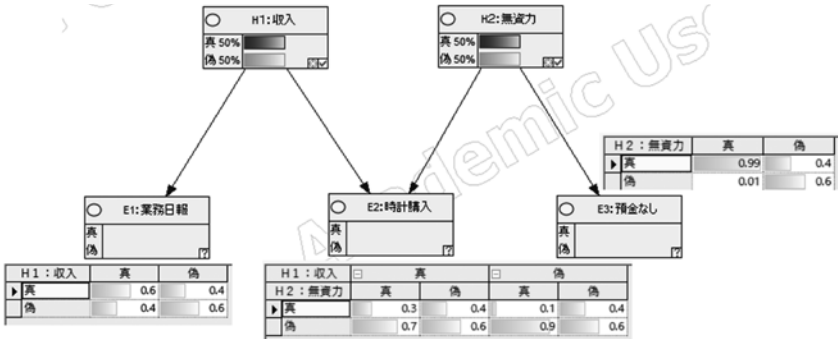 H1:収入
真 50%
偽 50%
H2:無資力
真 50%
偽 50%
Academic Use
E1:業務日報
真
偽
E2:時計購入
真
偽
E3:預金なし
真
偽
H2:無資力 真 偽
真 0.99 0.4
偽 0.01 0.6
H1:収入 真 偽
真 0.6 0.4
偽 0.4 0.6
H1:収入 真 偽
H2:無資力 真 偽 真 偽
真 0.3 0.4 0.1 0.4
偽 0.7 0.6 0.9 0.6